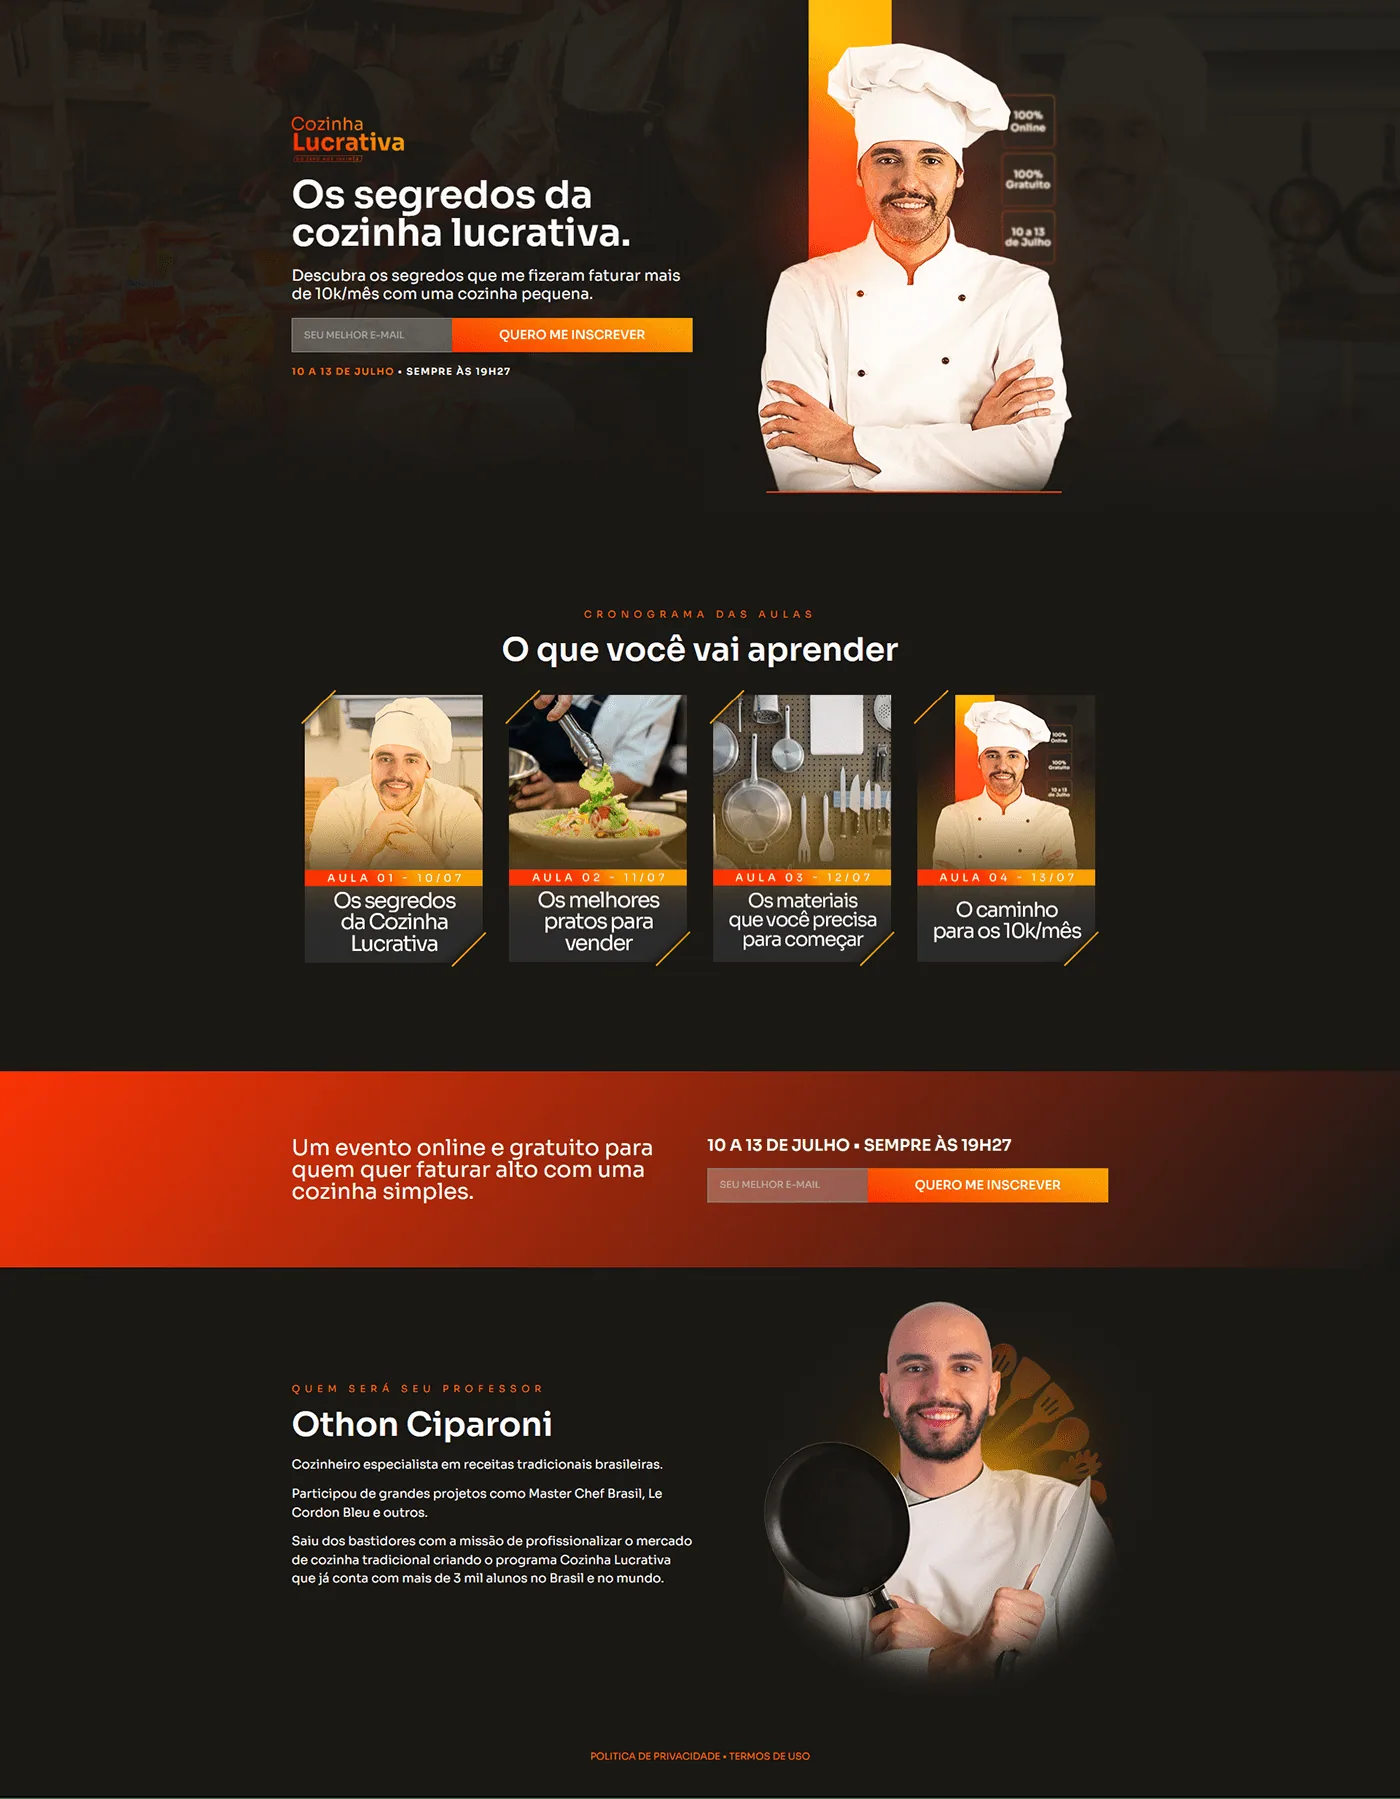 Cozinha
Lucrativa
Os segredos da
cozinha lucrativa.
Descubra os segredos que me fizeram faturar mais
de 10k/mês com uma cozinha pequena.
SEU MELHOR E-MAIL
QUERO ME INSCREVER
10 A 13 DE JULHO • SEMPRE ÀS 19H27
100%
Online
100%
Gratuito
10 a 13
de Julho
CRONOGRAMA DAS AULAS
O que você vai aprender
AULA 01 - 10/07
Os segredos
da Cozinha
Lucrativa
AULA 02 - 11/07
Os melhores
pratos para
vender
AULA 03 - 12/07
Os materiais
que você precisa
para começar
100%
Online
100%
Gratuito
10 a 13
de Julho
AULA 04 - 13/07
O caminho
para os 10k/mês
Um evento online e gratuito para
quem quer faturar alto com uma
cozinha simples.
10 A 13 DE JULHO • SEMPRE ÀS 19H27
SEU MELHOR E-MAIL
QUERO ME INSCREVER
QUEM SERÁ SEU PROFESSOR
Othon Ciparoni
Cozinheiro especialista em receitas tradicionais brasileiras.
Participou de grandes projetos como Master Chef Brasil, Le
Cordon Bleu e outros.
Saiu dos bastidores com a missão de profissionalizar o mercado
de cozinha tradicional criando o programa Cozinha Lucrativa
que já conta com mais de 3 mil alunos no Brasil e no mundo.
POLITICA DE PRIVACIDADE • TERMOS DE USO